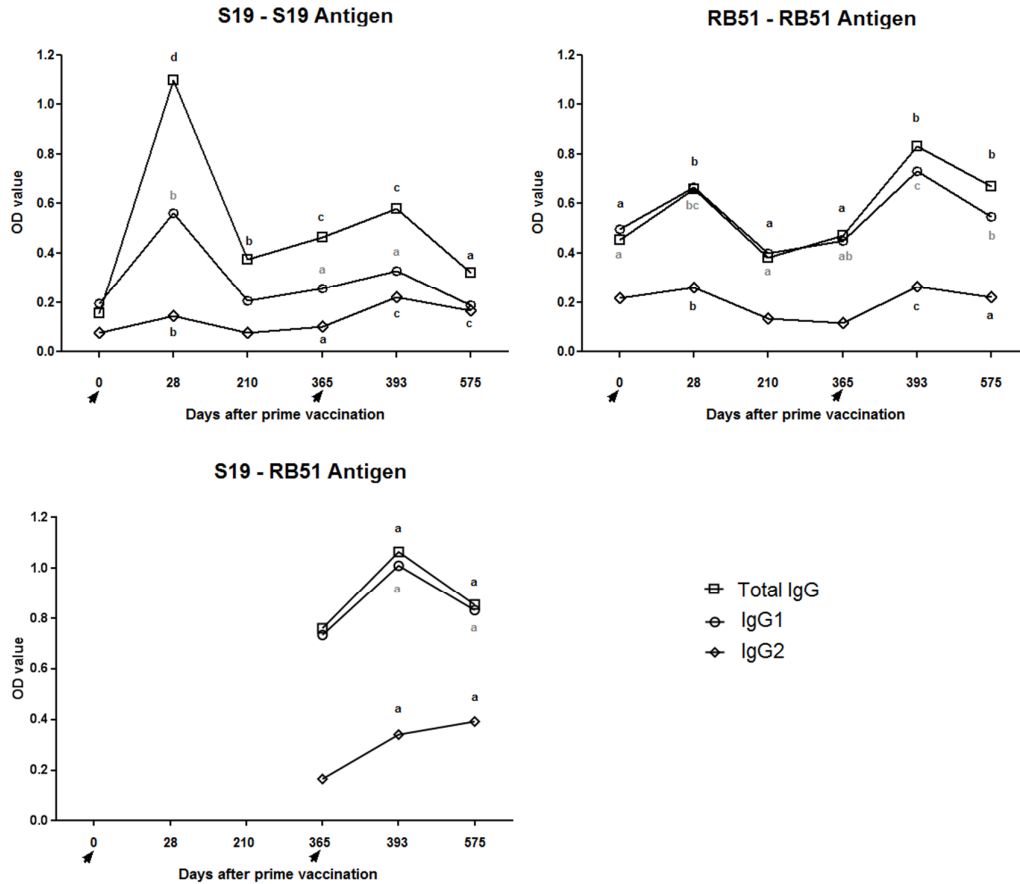 S19 - S19 Antigen
1.2
1.0
0.8
0.6
0.4
0.2
0.0
OD value
d
b
b
c
c
a
a
a
b
a
c
c
0 28 210 365 393 575
Days after prime vaccination
RB51 - RB51 Antigen
1.2
1.0
0.8
0.6
0.4
0.2
0.0
OD value
a
b
a
a
b
b
a
bc
a
ab
c
b
b
c
a
0 28 210 365 393 575
Days after prime vaccination
S19 - RB51 Antigen
1.2
1.0
0.8
0.6
0.4
0.2
0.0
OD value
a
a
a
a
a
a
0 28 210 365 393 575
Days after prime vaccination
Total IgG
IgG1
IgG2